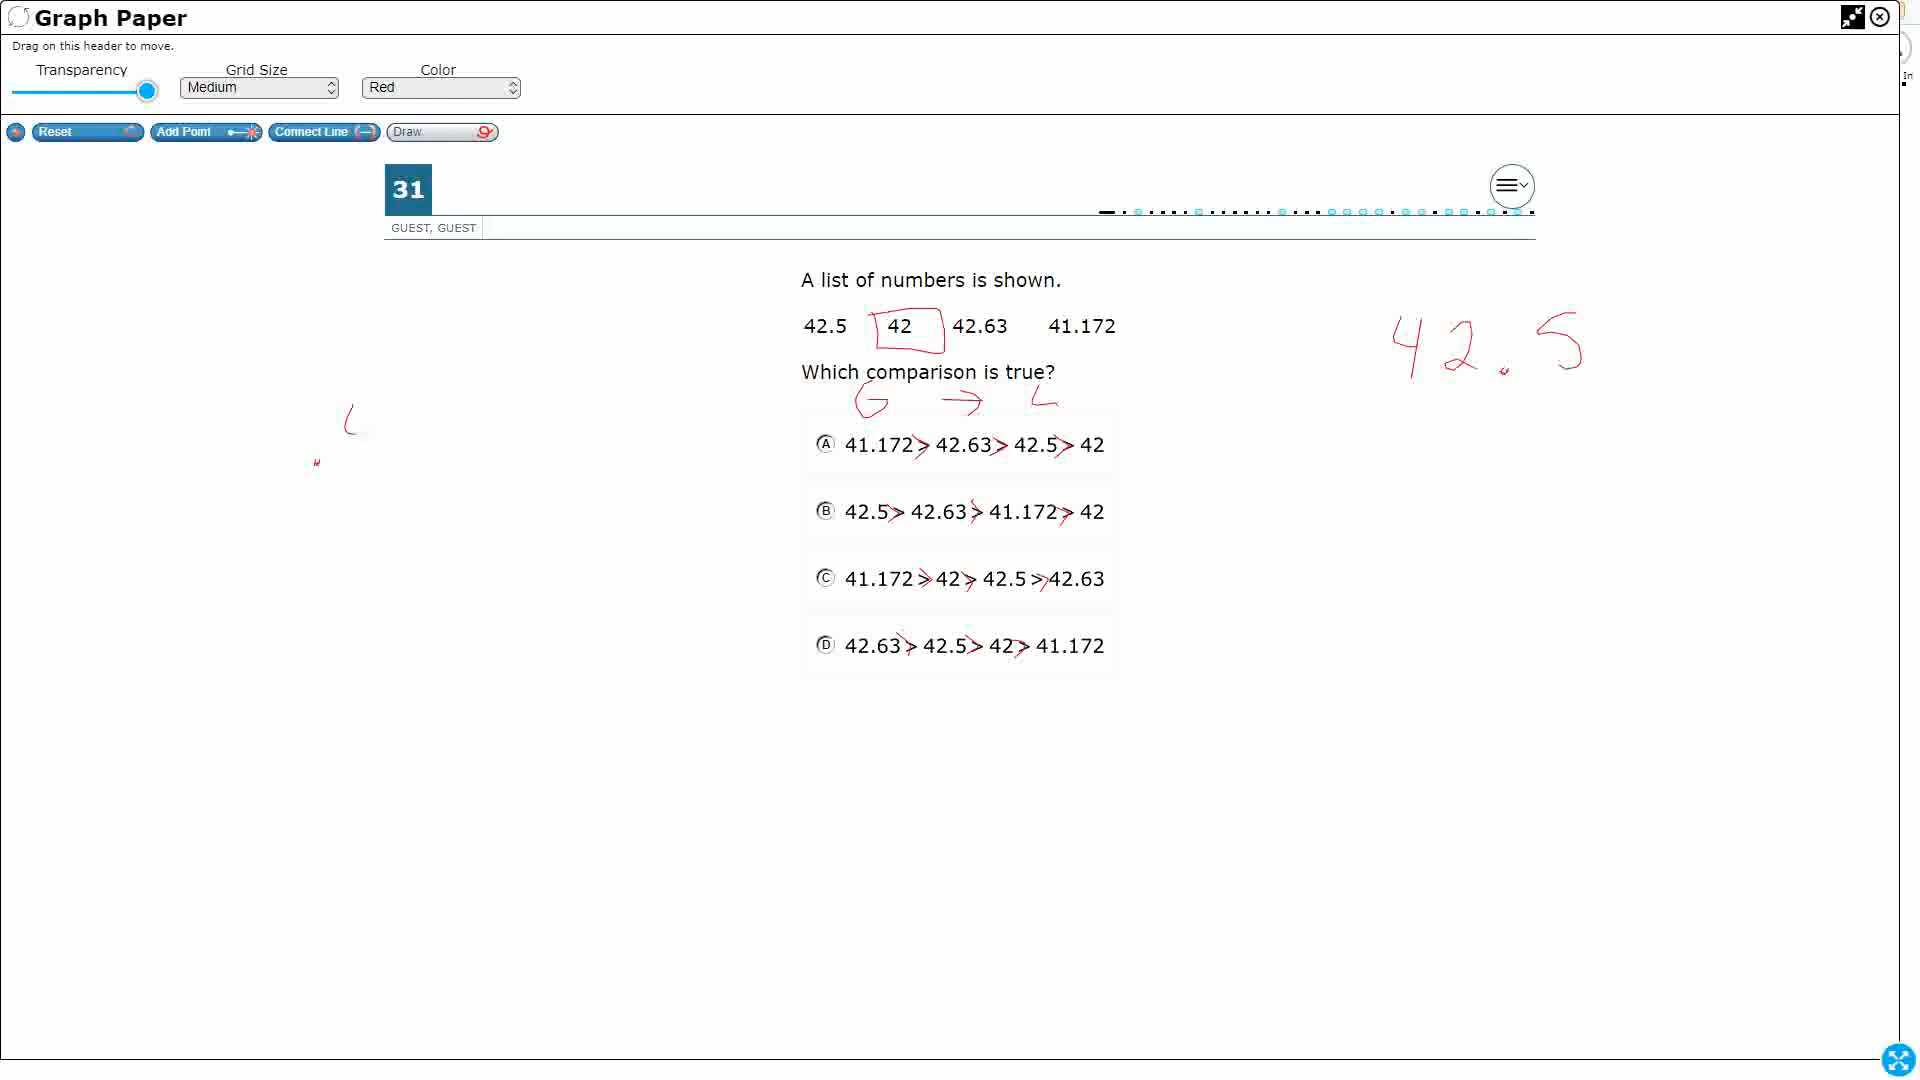 Graph Paper
Drag on this header to move.
Transparency Grid Size Color
Medium Red
Reset Add Point Connect Line Draw
31
GUEST, GUEST
A list of numbers is shown.
42.5 42 42.63 41.172
42.5
Which comparison is true?
G → L
A 41.172 > 42.63 > 42.5 > 42
B 42.5 > 42.63 > 41.172 > 42
C 41.172 > 42 > 42.5 > 42.63
D 42.63 > 42.5 > 42 > 41.172